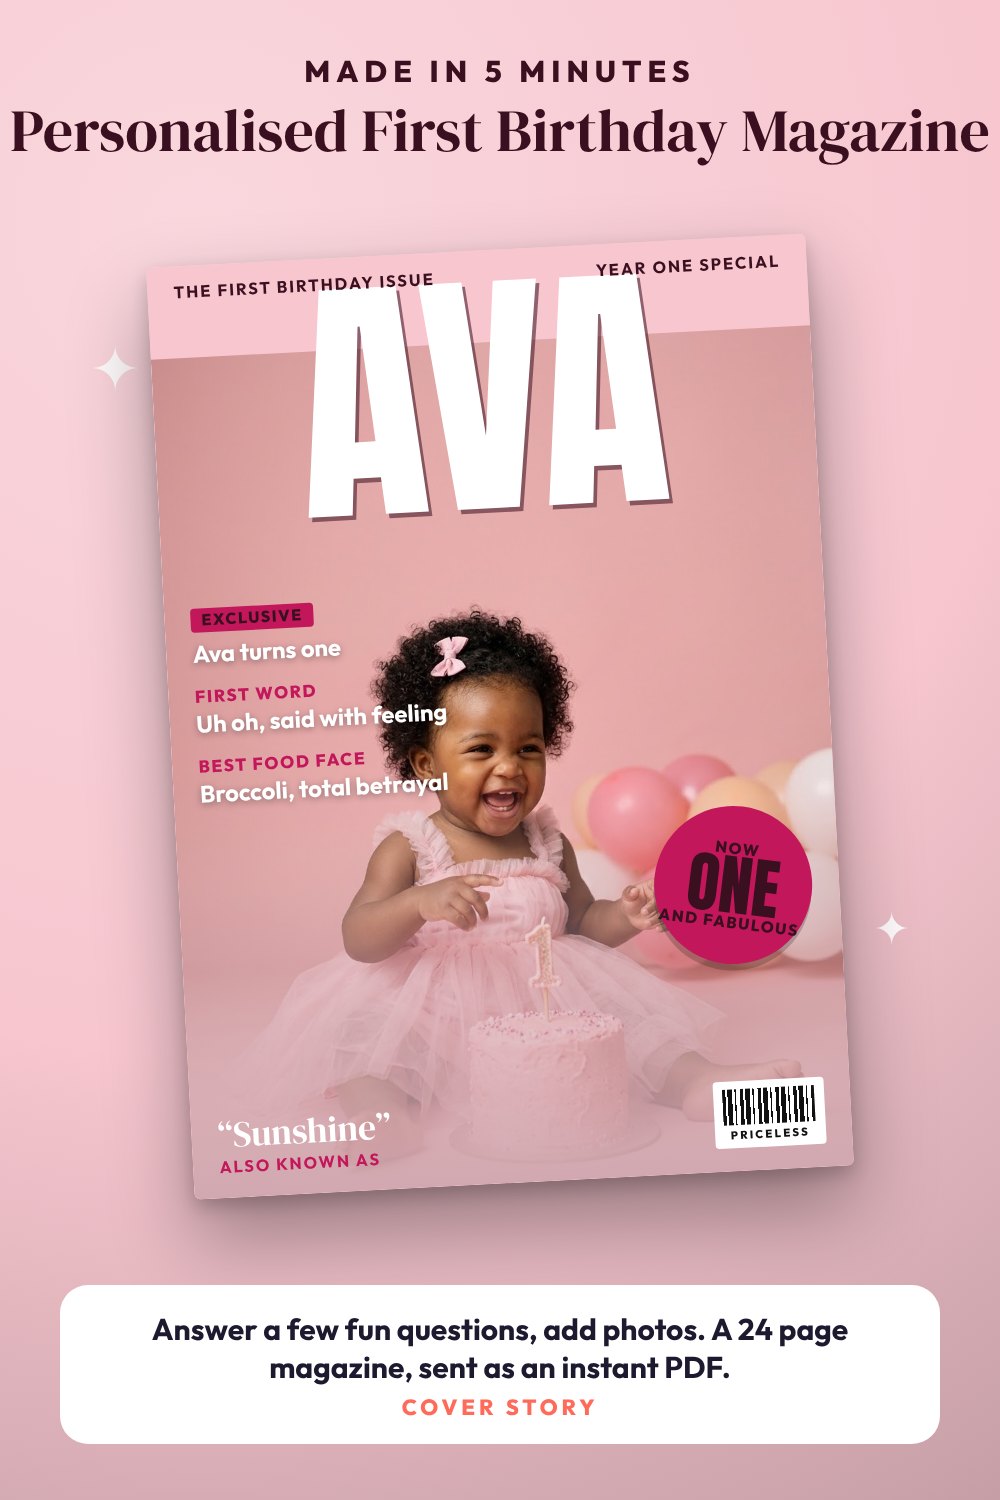 MADE IN 5 MINUTES
Personalised First Birthday Magazine
THE FIRST BIRTHDAY ISSUE
YEAR ONE SPECIAL
AVA
EXCLUSIVE
Ava turns one
FIRST WORD
Uh oh, said with feeling
BEST FOOD FACE
Broccoli, total betrayal
NOW
ONE
AND FABULOUS
1
“Sunshine”
ALSO KNOWN AS
PRICELESS
Answer a few fun questions, add photos. A 24 page
magazine, sent as an instant PDF.
COVER STORY